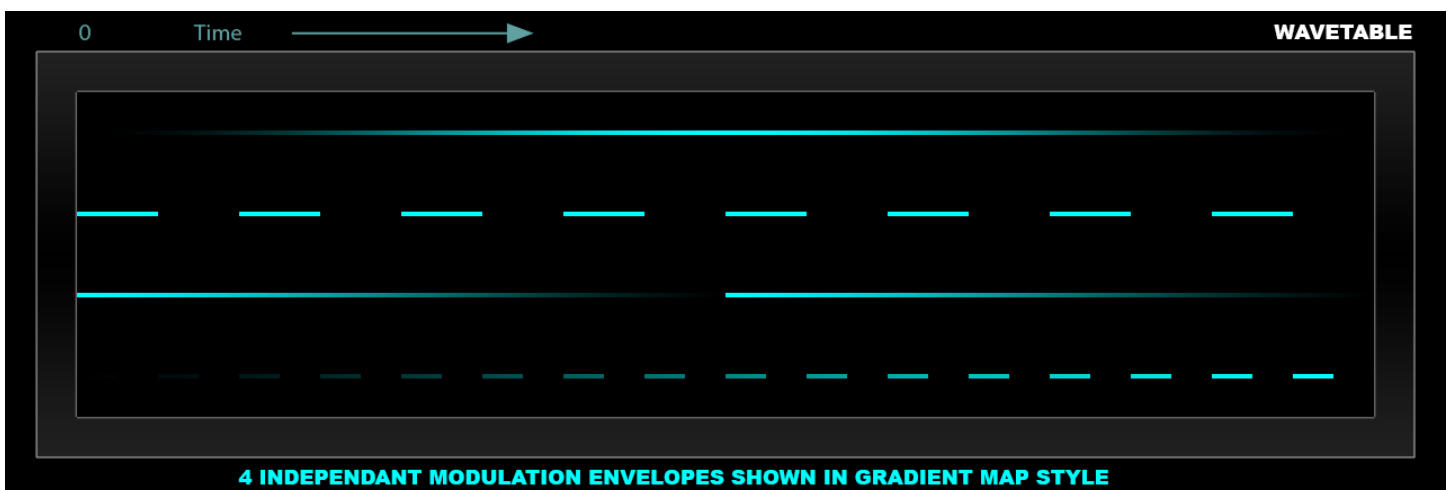 0 Time WAVETABLE
4 INDEPENDANT MODULATION ENVELOPES SHOWN IN GRADIENT MAP STYLE